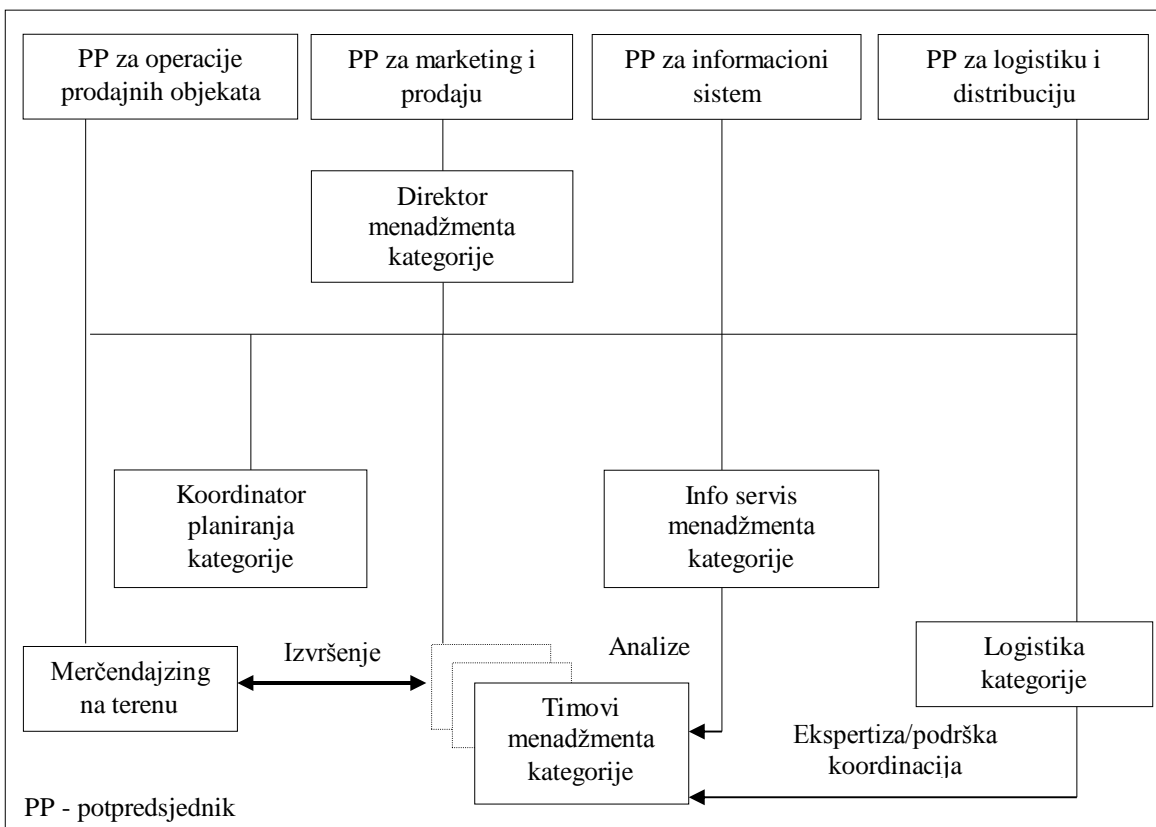 PP za operacije
prodajnih objekata
PP za marketing i
prodaju
PP za informacioni
sistem
PP za logistiku i
distribuciju
Direktor
menadžmenta
kategorije
Koordinator
planiranja
kategorije
Info servis
menadžmenta
kategorije
Merčendajzing
na terenu
Izvršenje
Analize
Logistika
kategorije
Timovi
menadžmenta
kategorije
Ekspertiza/podrška
koordinacija
PP - potpredsjednik